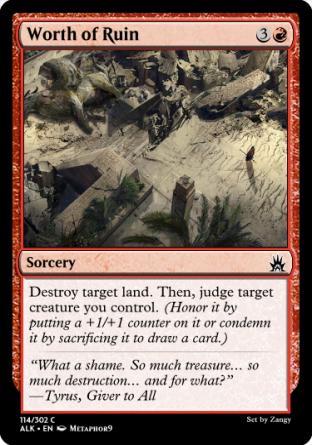 Worth of Ruin 3
Sorcery
Destroy target land. Then, judge target
creature you control. (Honor it by
putting a +1/+1 counter on it or condemn
it by sacrificing it to draw a card.)
"What a shame. So much treasure... so
much destruction... and for what?"
—Tyrus, Giver to All
114/302 C
Set by Zangy
ALK • EN METAPHOR9